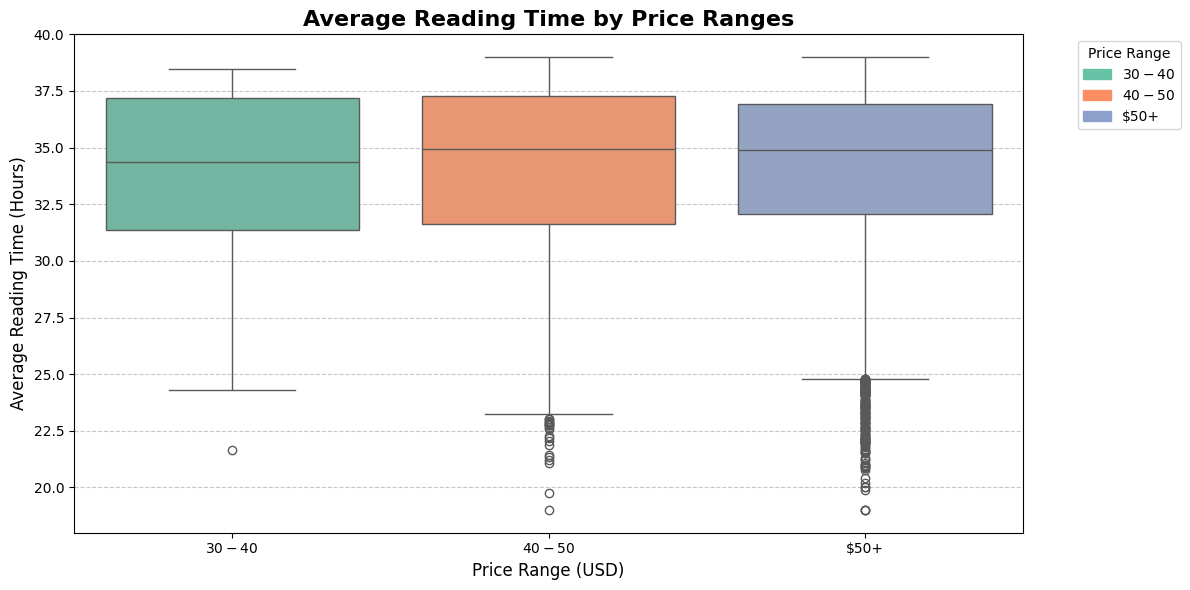 Average Reading Time by Price Ranges
Average Reading Time (Hours)
40.0
37.5
35.0
32.5
30.0
27.5
25.0
22.5
20.0
30 − 40
40 − 50
$50+
Price Range (USD)
Price Range
30 − 40
40 − 50
$50+